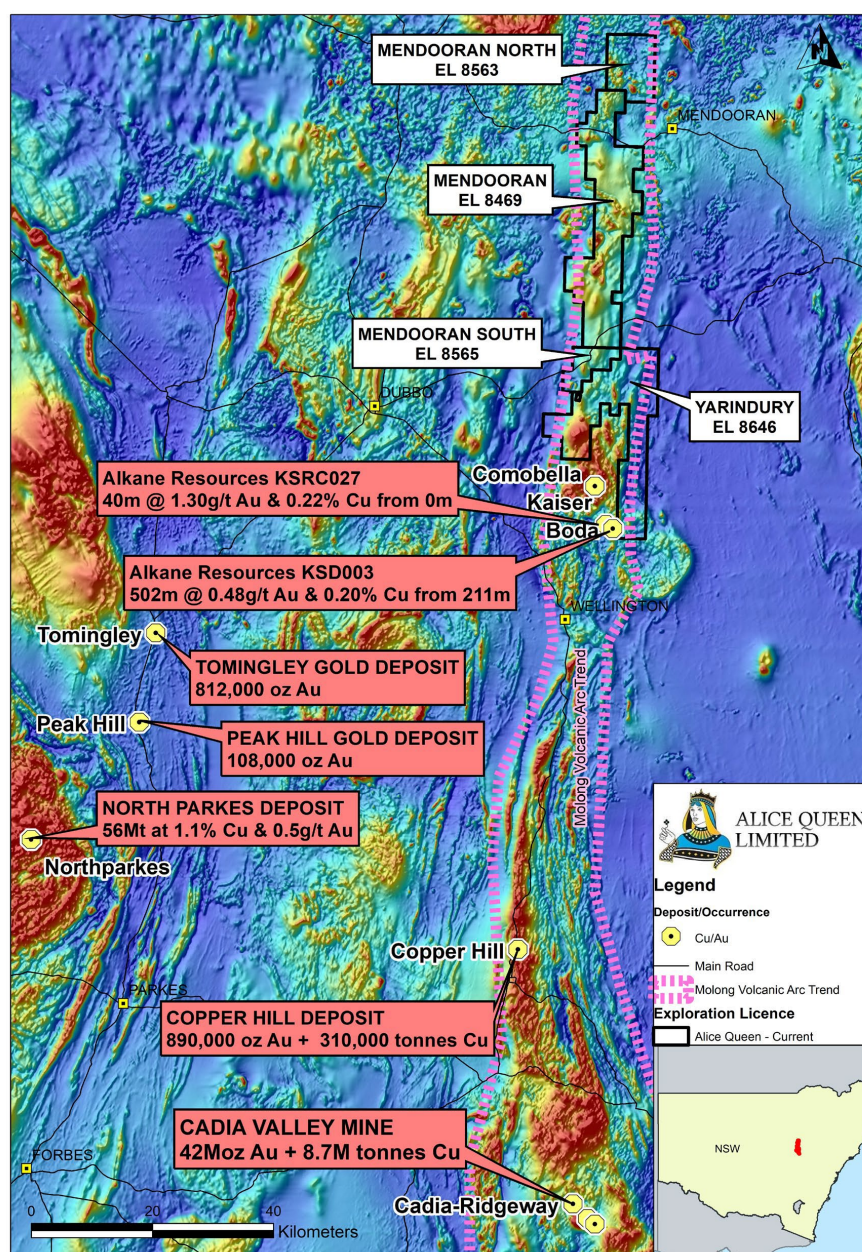 MENDOORAN NORTH
EL 8563
N
MENDOORAN
MENDOORAN
EL 8469
MENDOORAN SOUTH
EL 8565
DUBBO
YARINDURY
EL 8646
Comobella
Alkane Resources KSRC027
40m @ 1.30g/t Au & 0.22% Cu from 0m
Kaiser
Boda
Alkane Resources KSD003
502m @ 0.48g/t Au & 0.20% Cu from 211m
WELLINGTON
Tomingley
TOMINGLEY GOLD DEPOSIT
812,000 oz Au
Molong Volcanic Arc Trend
Peak Hill
PEAK HILL GOLD DEPOSIT
108,000 oz Au
NORTH PARKES DEPOSIT
56Mt at 1.1% Cu & 0.5g/t Au
Northparkes
ALICE QUEEN
LIMITED
Legend
Deposit/Occurrence
Cu/Au
Main Road
Molong Volcanic Arc Trend
Exploration Licence
Alice Queen - Current
Copper Hill
PARKES
COPPER HILL DEPOSIT
890,000 oz Au + 310,000 tonnes Cu
CADIA VALLEY MINE
42Moz Au + 8.7M tonnes Cu
NSW
FORBES
Cadia-Ridgeway
0 20 40
Kilometers